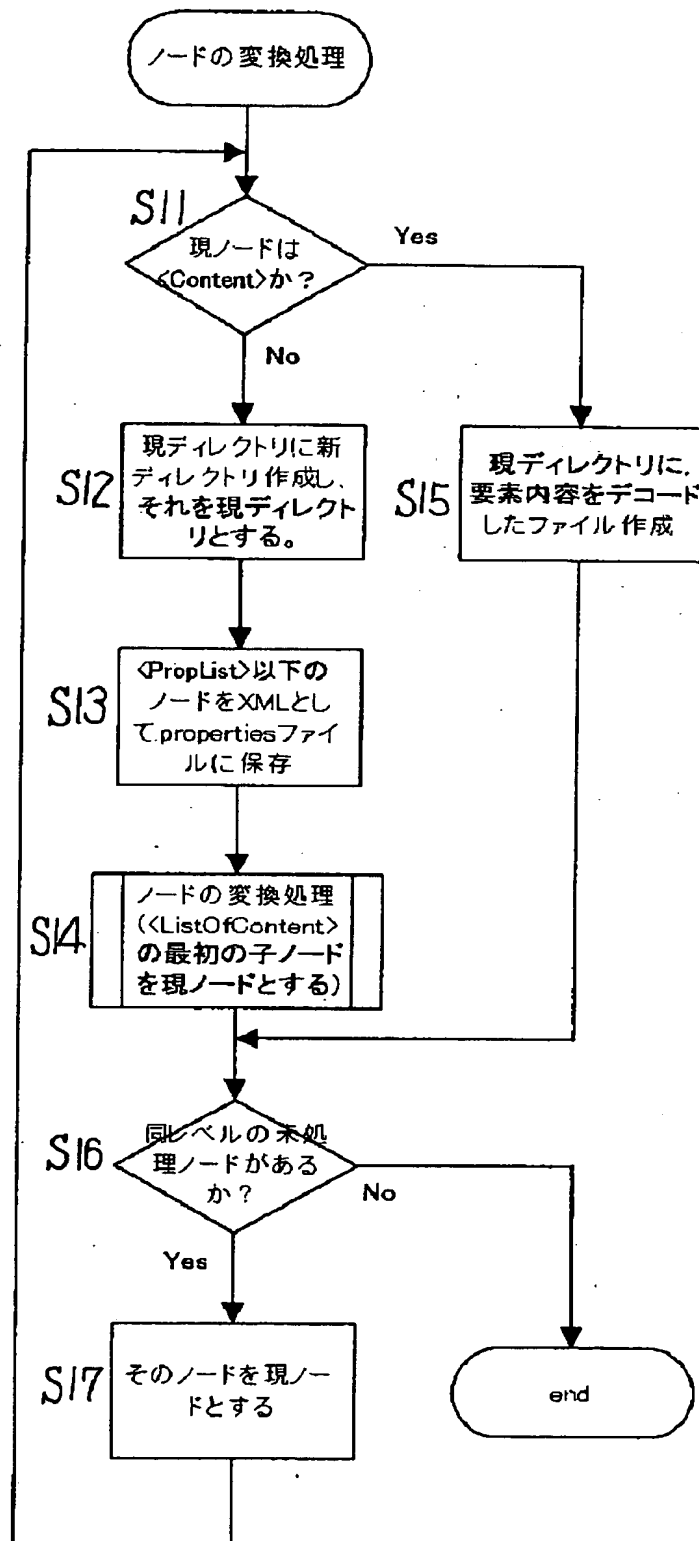 ノードの変換処理
S11
現ノードは
<Content>か？
Yes
No
S12
現ディレクトリに新
ディレクトリ作成し、
それを現ディレクト
リとする。
S15
現ディレクトリに,
要素内容をデコード
したファイル作成
S13
<PropList>以下の
ノードをXMLとし
て.propertiesファイ
ルに保存
S14
ノードの変換処理
(<ListOfContent>
の最初の子ノード
を現ノードとする)
S16
同レベルの未処
理ノードがある
か？
No
Yes
S17
そのノードを現ノー
ドとする
end